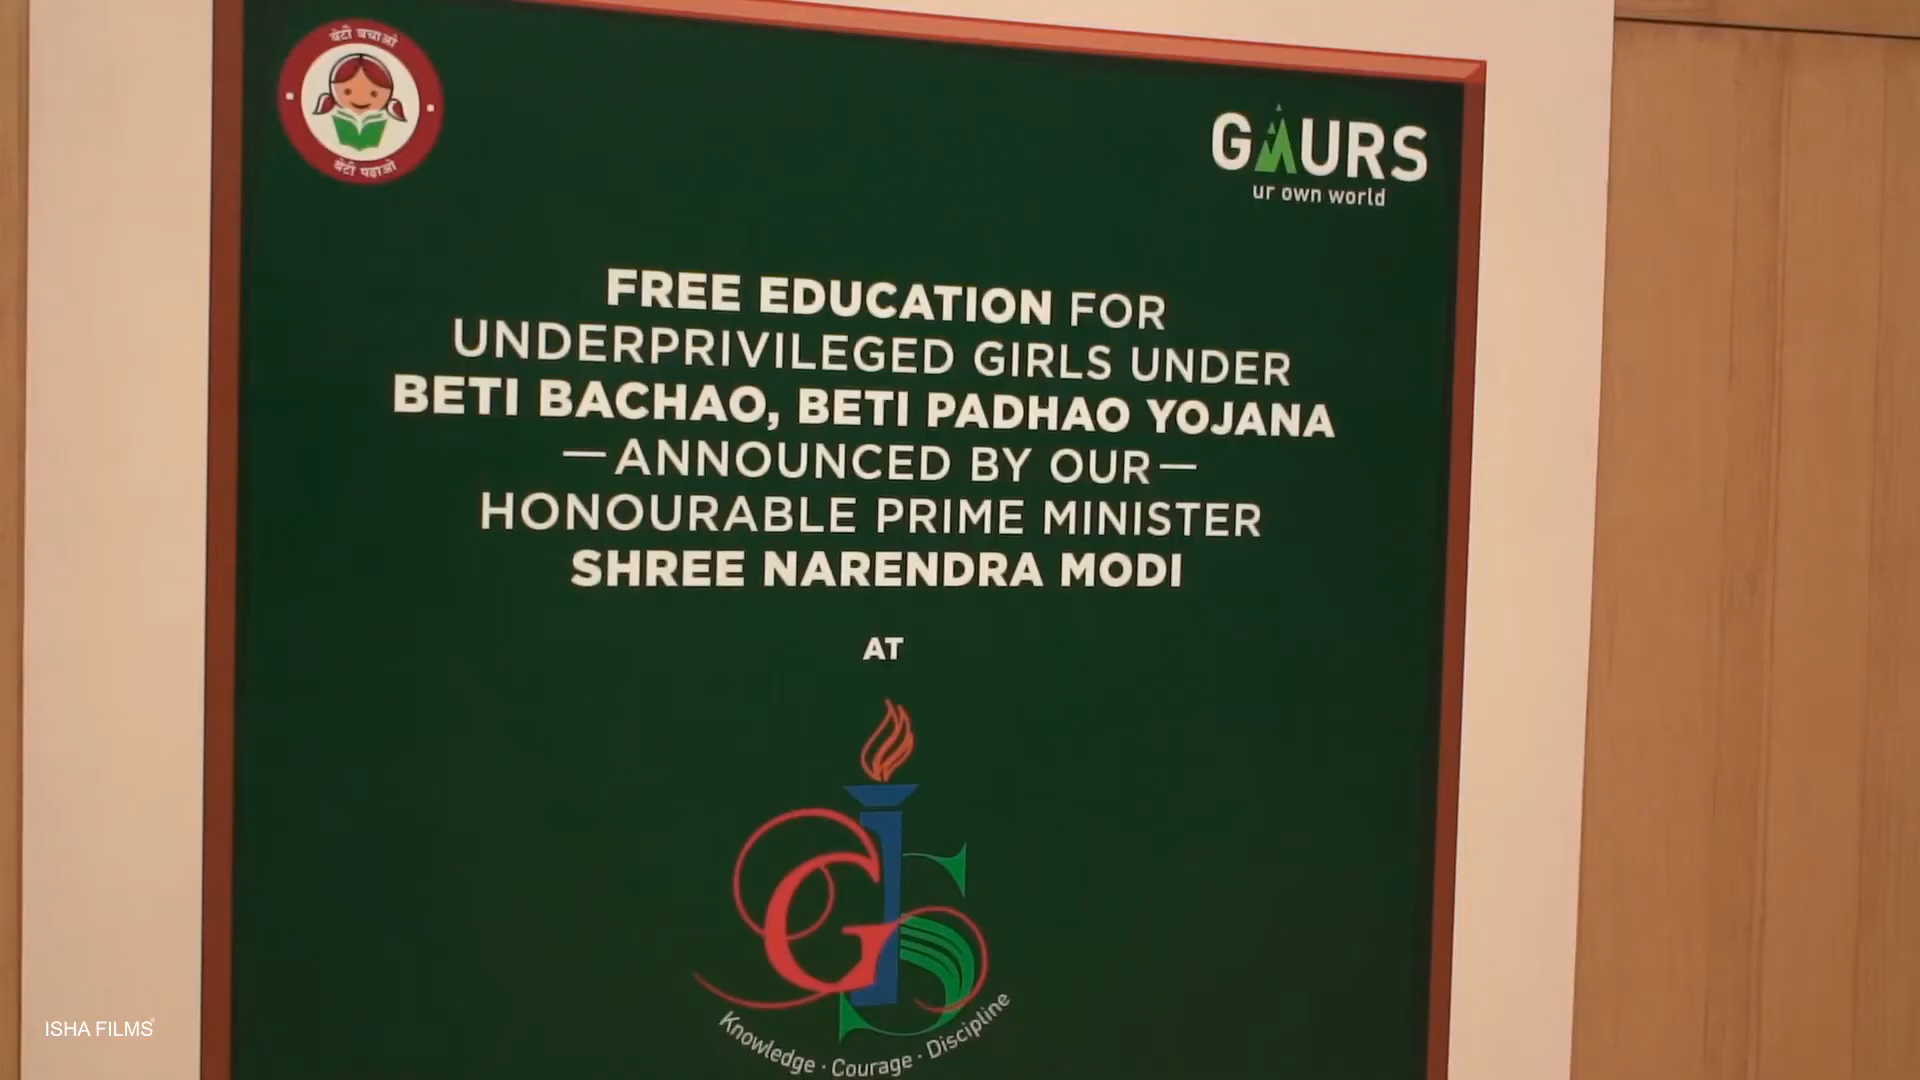 बेटी बचाओ
बेटी पढ़ाओ
GAURS
ur own world
FREE EDUCATION FOR
UNDERPRIVILEGED GIRLS UNDER
BETI BACHAO, BETI PADHAO YOJANA
—ANNOUNCED BY OUR—
HONOURABLE PRIME MINISTER
SHREE NARENDRA MODI
AT
GIS
Knowledge · Courage · Discipline
ISHA FILMS